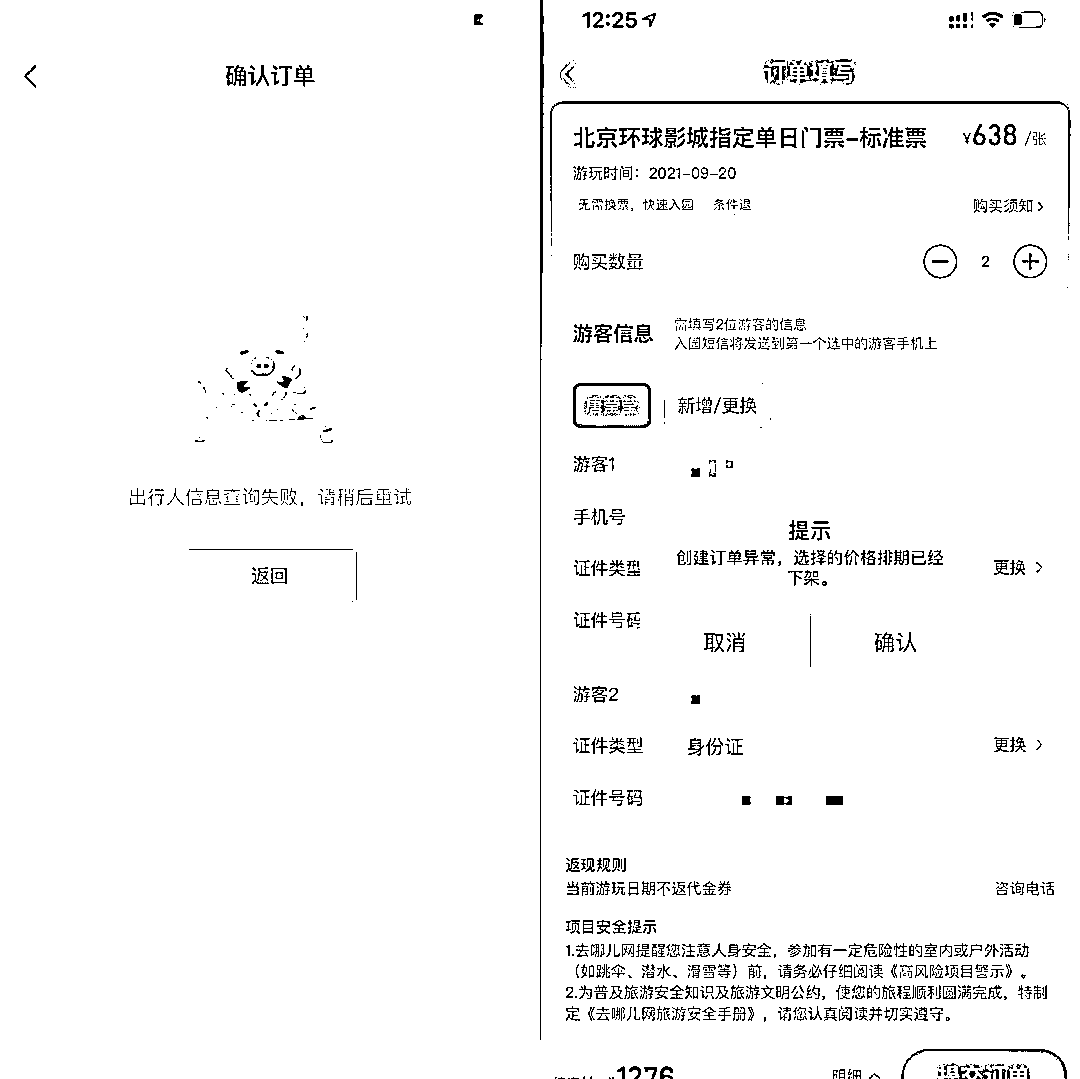 确认订单
出行人信息查询失败，请稍后重试
返回
12:25
订单填写
北京环球影城指定单日门票-标准票 ¥638 /张
游玩时间：2021-09-20
无需换票，快速入园 条件退 购买须知
购买数量 2
游客信息 需填写2位游客的信息
入园短信将发送到第一个选中的游客手机上
新增/更换
游客1
手机号
提示
创建订单异常，选择的价格排期已经
下架。
证件类型 更换
证件号码
取消 确认
游客2
证件类型 身份证 更换
证件号码
返现规则
当前游玩日期不返代金券 咨询电话
项目安全提示
1.去哪儿网提醒您注意人身安全，参加有一定危险性的室内或户外活动
（如跳伞、潜水、滑雪等）前，请务必仔细阅读《高风险项目警示》。
2.为普及旅游安全知识及旅游文明公约，使您的旅程顺利圆满完成，特制
定《去哪儿网旅游安全手册》，请您认真阅读并切实遵守。
1276 明细 提交订单